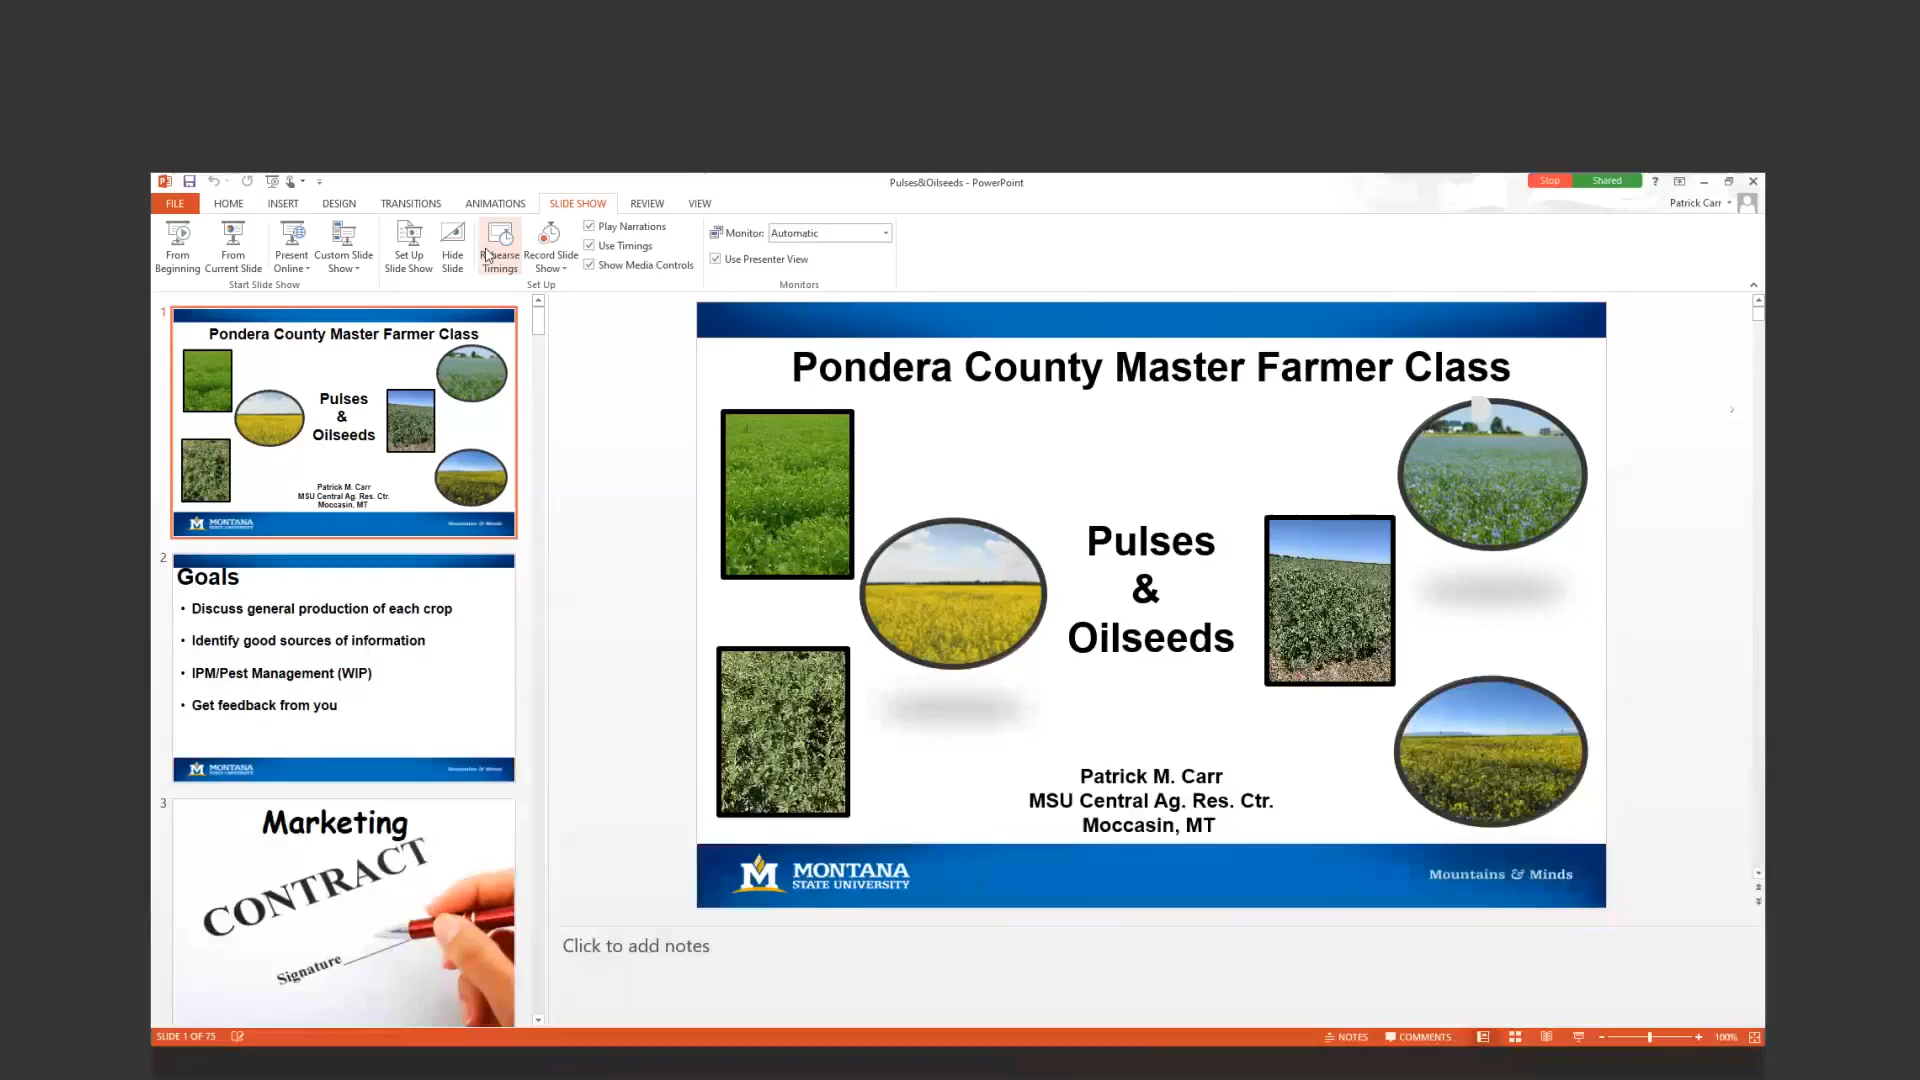 Pulses&Oilseeds - PowerPoint
Stop
Shared
?
FILE
HOME
INSERT
DESIGN
TRANSITIONS
ANIMATIONS
SLIDE SHOW
REVIEW
VIEW
Patrick Carr
From
Beginning
From
Current Slide
Present
Online
Custom Slide
Show
Set Up
Slide Show
Hide
Slide
Rehearse
Timings
Record Slide
Show
Play Narrations
Use Timings
Show Media Controls
Monitor:
Automatic
Use Presenter View
Start Slide Show
Set Up
Monitors
1
Pondera County Master Farmer Class
Pulses
&
Oilseeds
Patrick M. Carr
MSU Central Ag. Res. Ctr.
Moccasin, MT
MONTANA
STATE UNIVERSITY
Mountains & Minds
2
Goals
• Discuss general production of each crop
• Identify good sources of information
• IPM/Pest Management (WIP)
• Get feedback from you
MONTANA
STATE UNIVERSITY
Mountains & Minds
3
Marketing
CONTRACT
Signature
Pondera County Master Farmer Class
Pulses
&
Oilseeds
Patrick M. Carr
MSU Central Ag. Res. Ctr.
Moccasin, MT
M MONTANA
STATE UNIVERSITY
Mountains & Minds
Click to add notes
SLIDE 1 OF 75
NOTES
COMMENTS
100%